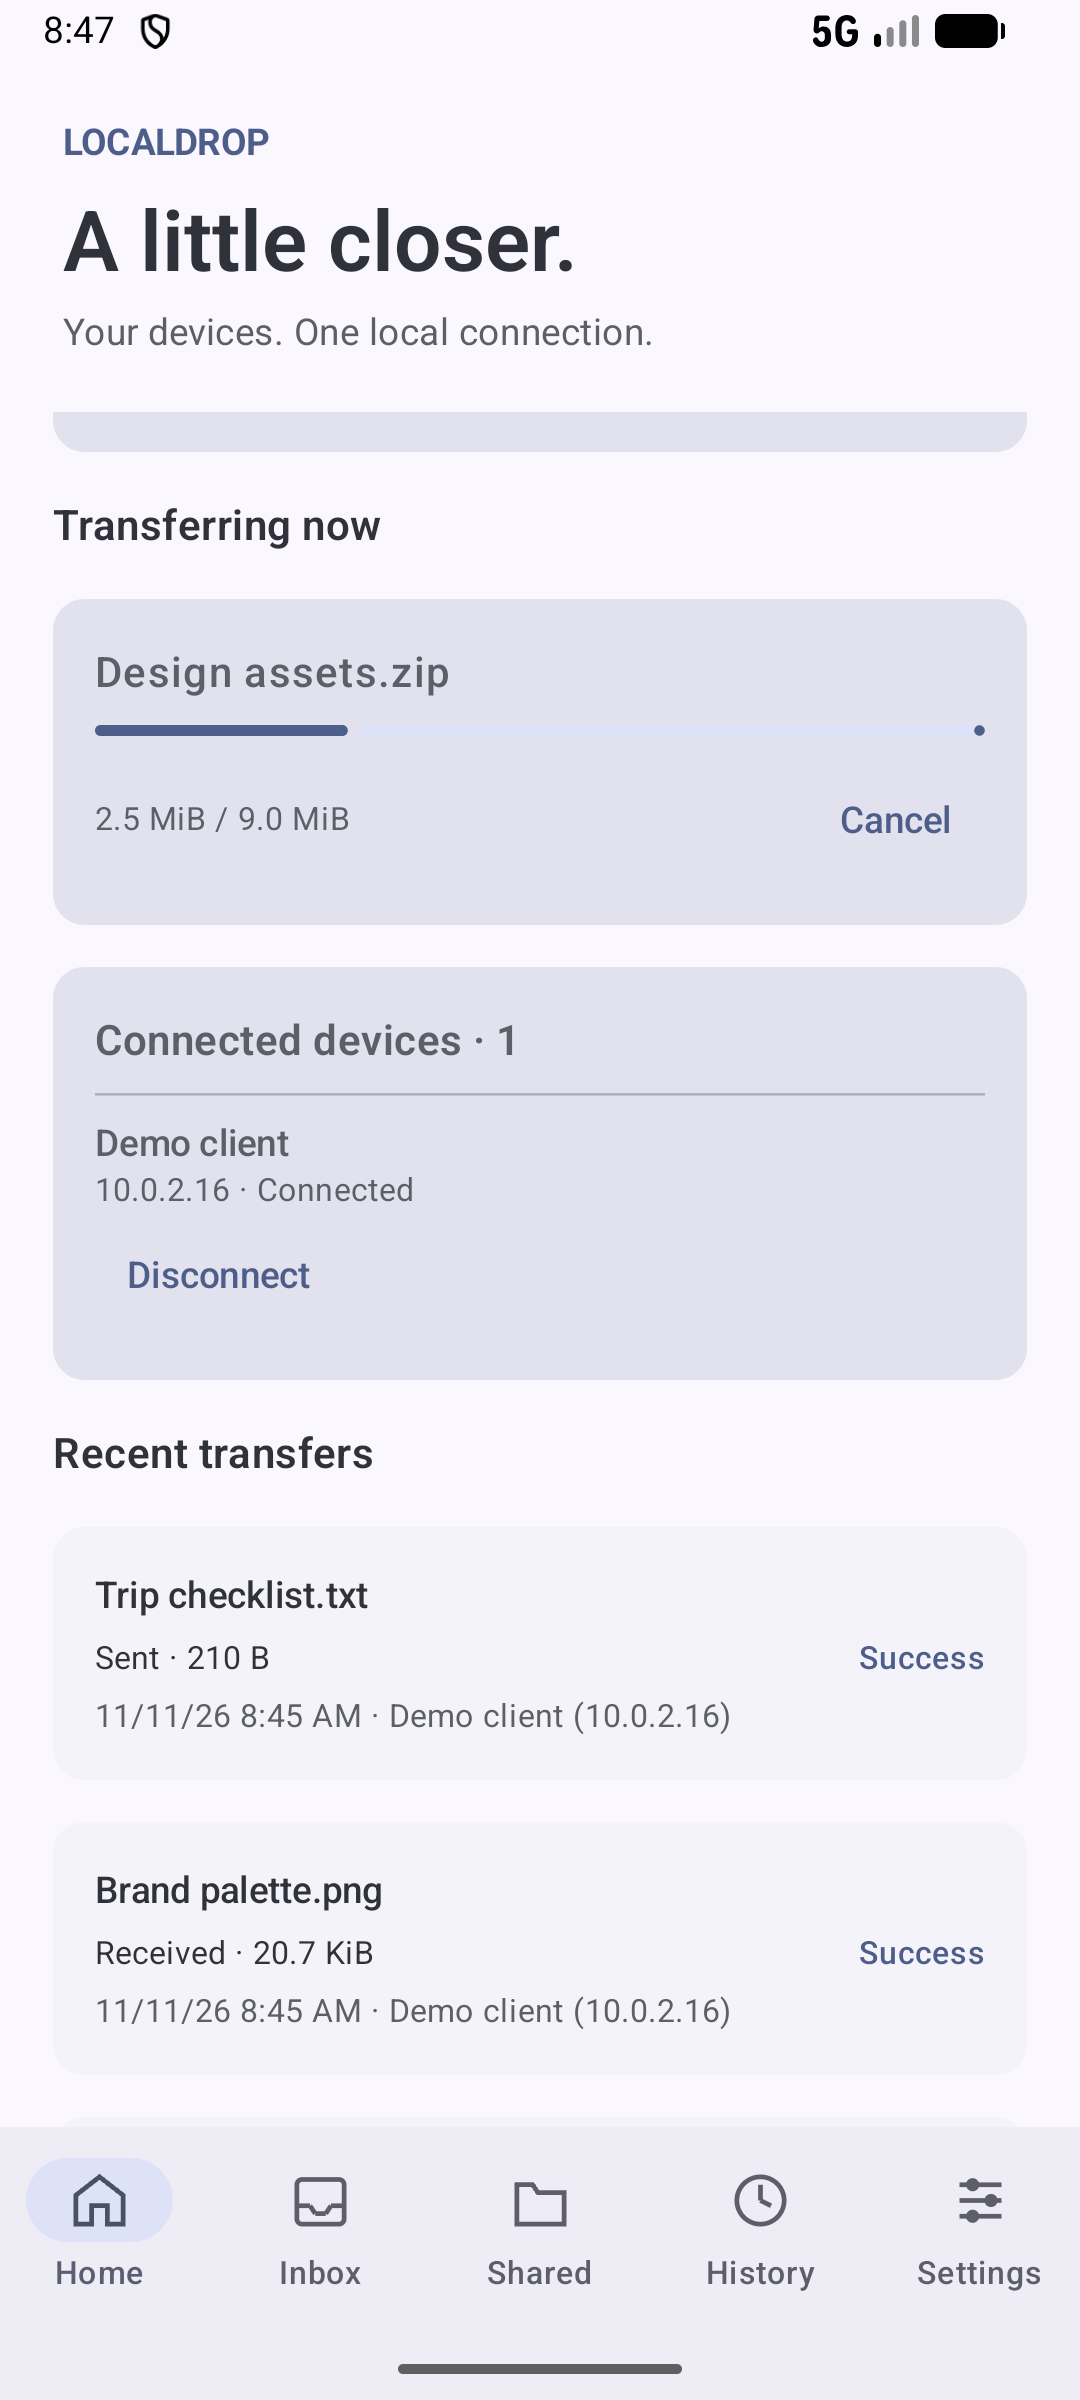 8:47
5G
LOCALDROP
A little closer.
Your devices. One local connection.
Transferring now
Design assets.zip
2.5 MiB / 9.0 MiB
Cancel
Connected devices · 1
Demo client
10.0.2.16 · Connected
Disconnect
Recent transfers
Trip checklist.txt
Sent · 210 B
Success
11/11/26 8:45 AM · Demo client (10.0.2.16)
Brand palette.png
Received · 20.7 KiB
Success
11/11/26 8:45 AM · Demo client (10.0.2.16)
Home
Inbox
Shared
History
Settings